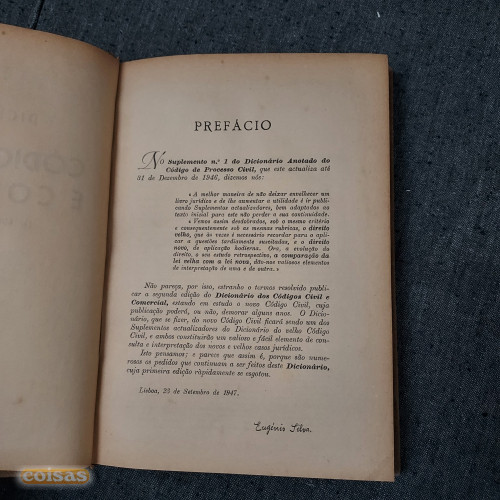 PREFÁCIO
No Suplemento n.º 1 do Dicionário Anotado do
Código de Processo Civil, que este actualiza até
31 de Dezembro de 1946, dizemos nós:
«A melhor maneira de não deixar envelhecer um
livro jurídico e de lhe aumentar a utilidade é ir publi-
cando Suplementos actualizadores, bem adaptados ao
texto inicial para este não perder a sua continuidade.
«Vemos assim desdobradas, sob o mesmo critério
e consequentemente sob as mesmas rubricas, o direito
velho, que às vezes é necessário recordar para o apli-
car a questões tardiamente suscitadas, e o direito
novo, de aplicação hodierna. Ora, a evolução do
direito, o seu estudo retrospectivo, a comparação da
lei velha com a lei nova, dão-nos valiosos elementos
de interpretação de uma e de outra.»
Não pareça, por isso, estranho o termos resolvido publi-
car a segunda edição do Dicionário dos Códigos Civil e
Comercial, estando em estudo o novo Código Civil, cuja
publicação poderá, ou não, demorar alguns anos. O Dicio-
nário que, se fizer, do novo Código Civil ficará sendo um dos
Suplementos actualizadores do Dicionário do velho Código
Civil, e ambos constituirão um valioso e fácil elemento de con-
sulta e interpretação dos novos e velhos casos jurídicos.
Isto pensamos; e parece que assim é, porque são nume-
rosos os pedidos que continuam a ser feitos deste Dicionário,
cuja primeira edição ràpidamente se esgotou.
Lisboa, 23 de Setembro de 1947.
Eugénio Silva.
coisas